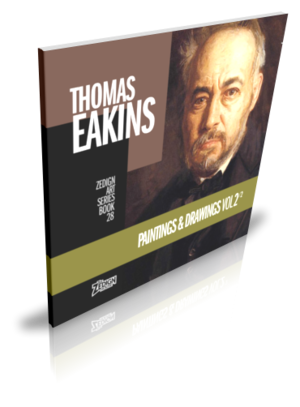 THOMAS
EAKINS
ZEDIGN
ART
SERIES
BOOK
28
PAINTINGS & DRAWINGS VOL 2
ZEDIGN